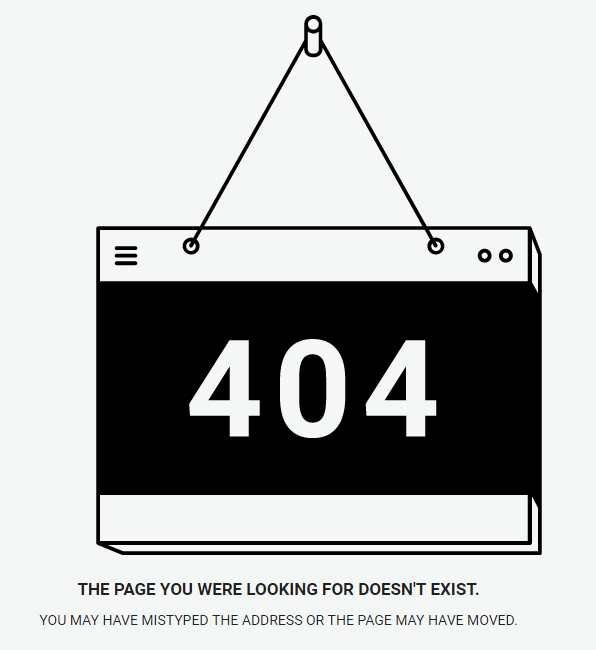 404
THE PAGE YOU WERE LOOKING FOR DOESN'T EXIST.
YOU MAY HAVE MISTYPED THE ADDRESS OR THE PAGE MAY HAVE MOVED.